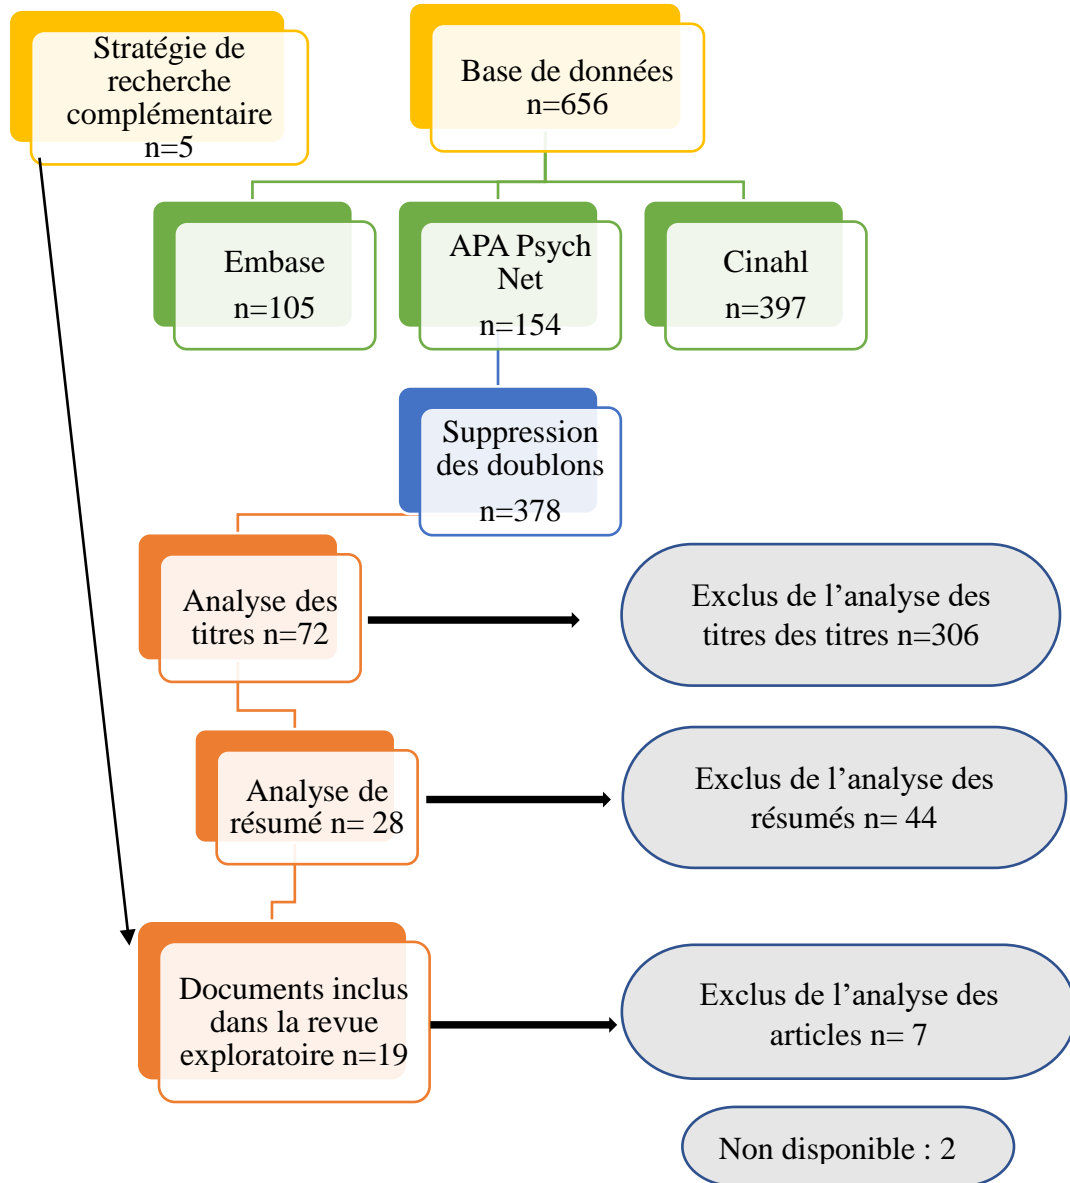 Stratégie de
recherche
complémentaire
n=5
Base de données
n=656
Embase
n=105
APA Psych
Net
n=154
Cinahl
n=397
Suppression
des doublons
n=378
Analyse des
titres n=72
Exclus de l’analyse des
titres des titres n=306
Analyse de
résumé n= 28
Exclus de l’analyse des
résumés n= 44
Documents inclus
dans la revue
exploratoire n=19
Exclus de l’analyse des
articles n= 7
Non disponible : 2